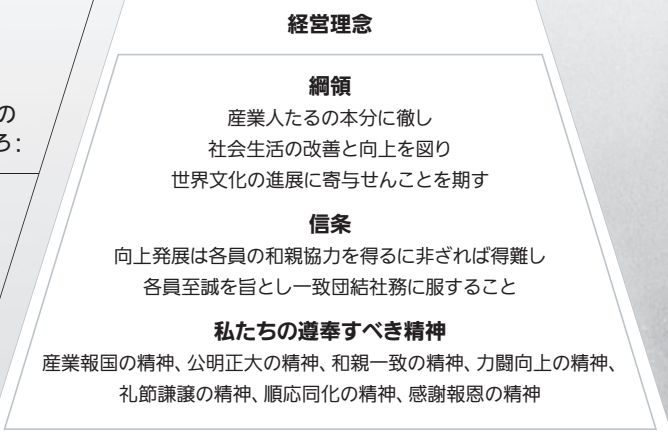 経営理念
綱領
産業人たるの本分に徹し
社会生活の改善と向上を図り
世界文化の進展に寄与せんことを期す
信条
向上発展は各員の和親協力を得るに非ざれば得難し
各員至誠を旨とし一致団結社務に服すること
私たちの遵奉すべき精神
産業報国の精神、公明正大の精神、和親一致の精神、力闘向上の精神、
礼節謙譲の精神、順応同化の精神、感謝報恩の精神
の
ろ：